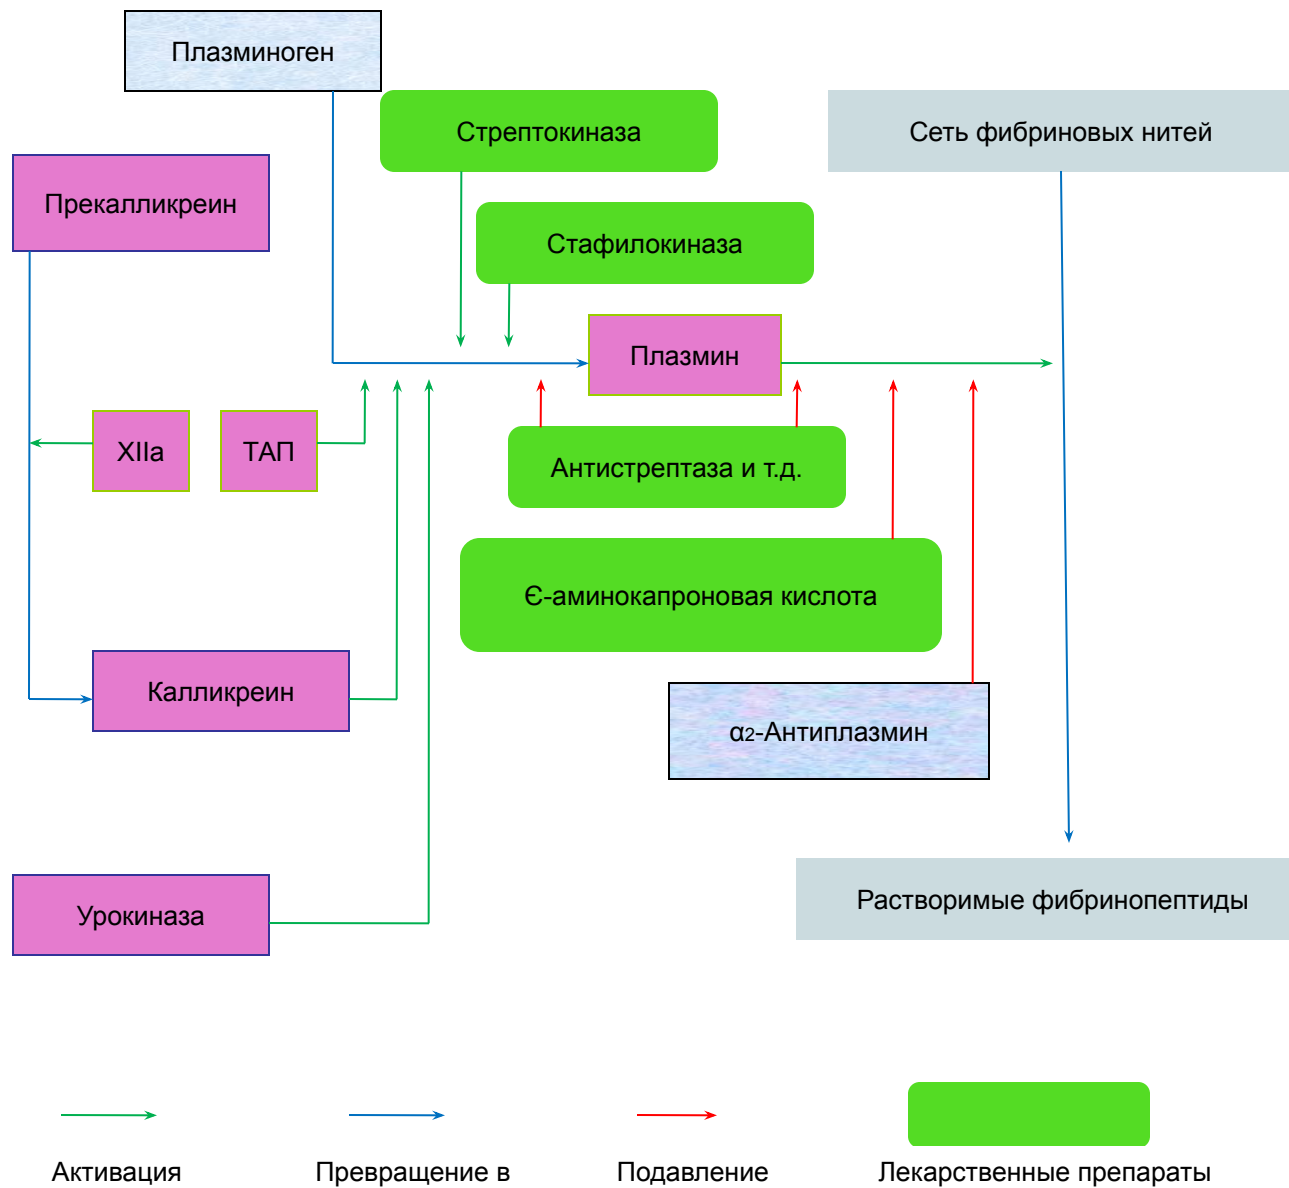 Плазминоген
Стрептокиназа
Сеть фибриновых нитей
Прекалликреин
Стафилокиназа
Плазмин
XIIa
ТАП
Антистрептаза и т.д.
Є-аминокапроновая кислота
Калликреин
α2-Антиплазмин
Урокиназа
Растворимые фибринопептиды
Активация
Превращение в
Подавление
Лекарственные препараты